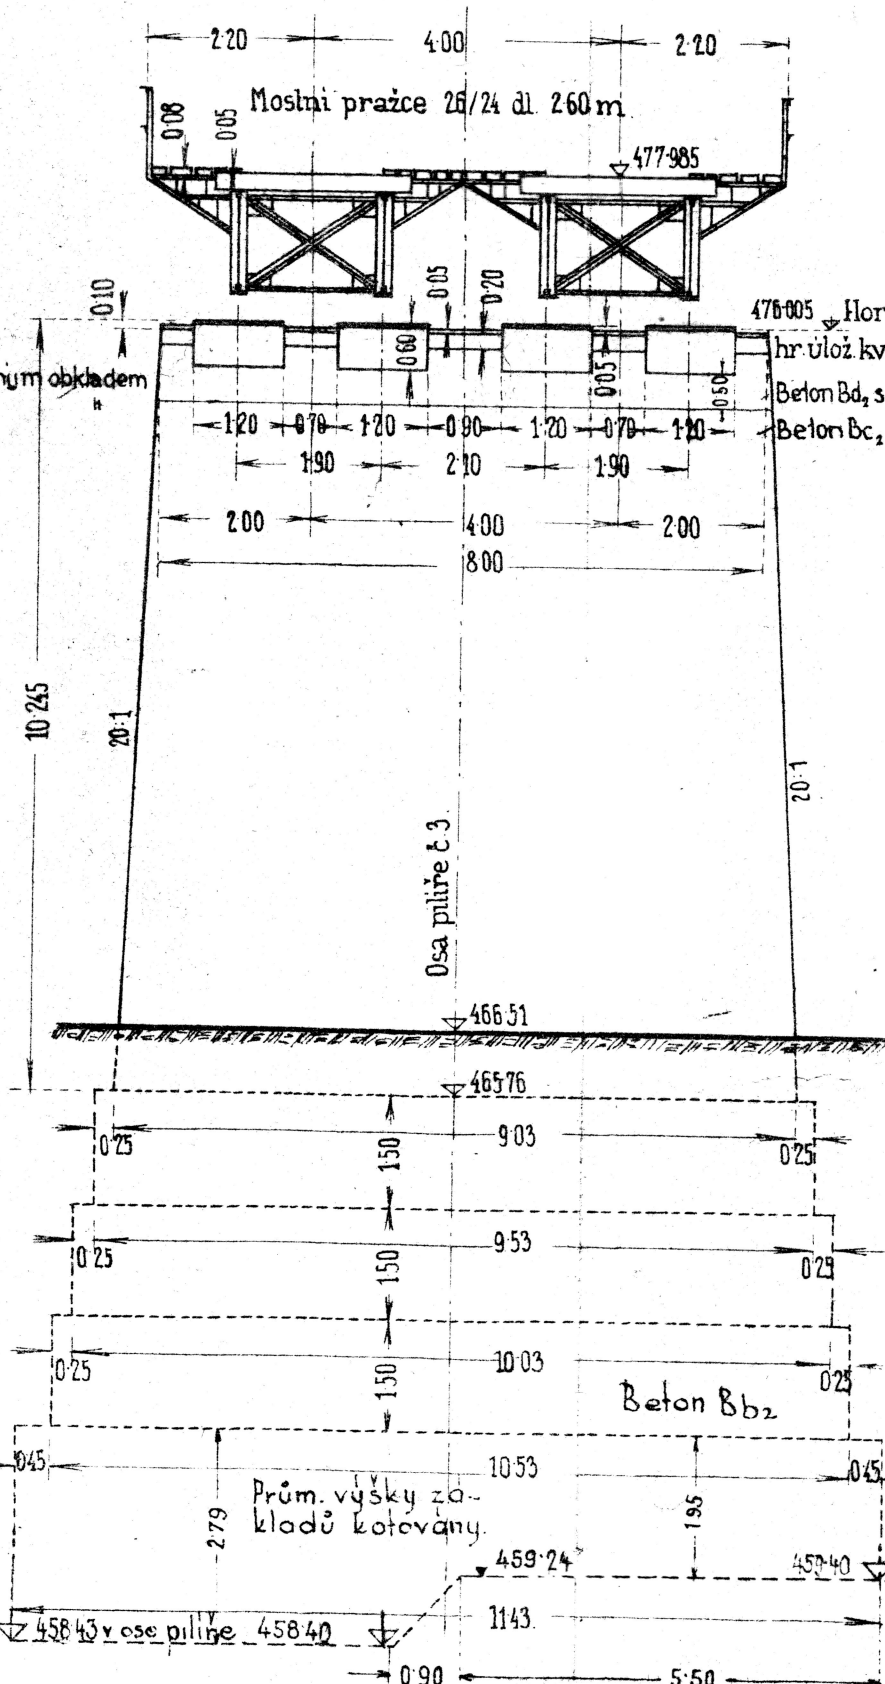 2·20 4·00 2·20
Mostní pražce 26/24 dl. 2·60 m
0·08
0·05
477·985
0·10
0·05
0·20
476·005 Hor
0·60
0·05
hr. úlož. kv
ným obkladem
0·50
Beton Bd₂ s
"
1·20 0·70 1·20 0·90 1·20 0·70 1·20
Beton Bc₂
1·90 2·10 1·90
2·00 4·00 2·00
8·00
10·245
20:1
20:1
Osa pilíře č. 3.
466·51
465·76
0·25 9·03 0·25
1·50
0·25 9·53 0·25
1·50
0·25 10·03 0·25
1·50
Beton Bb₂
0·45 10·53 0·45
Prům. výšky zá-
kladů kotovány.
2·79
1·95
459·24 459·40
11·43
458·43 v ose pilíře 458·40
0·90 5·50